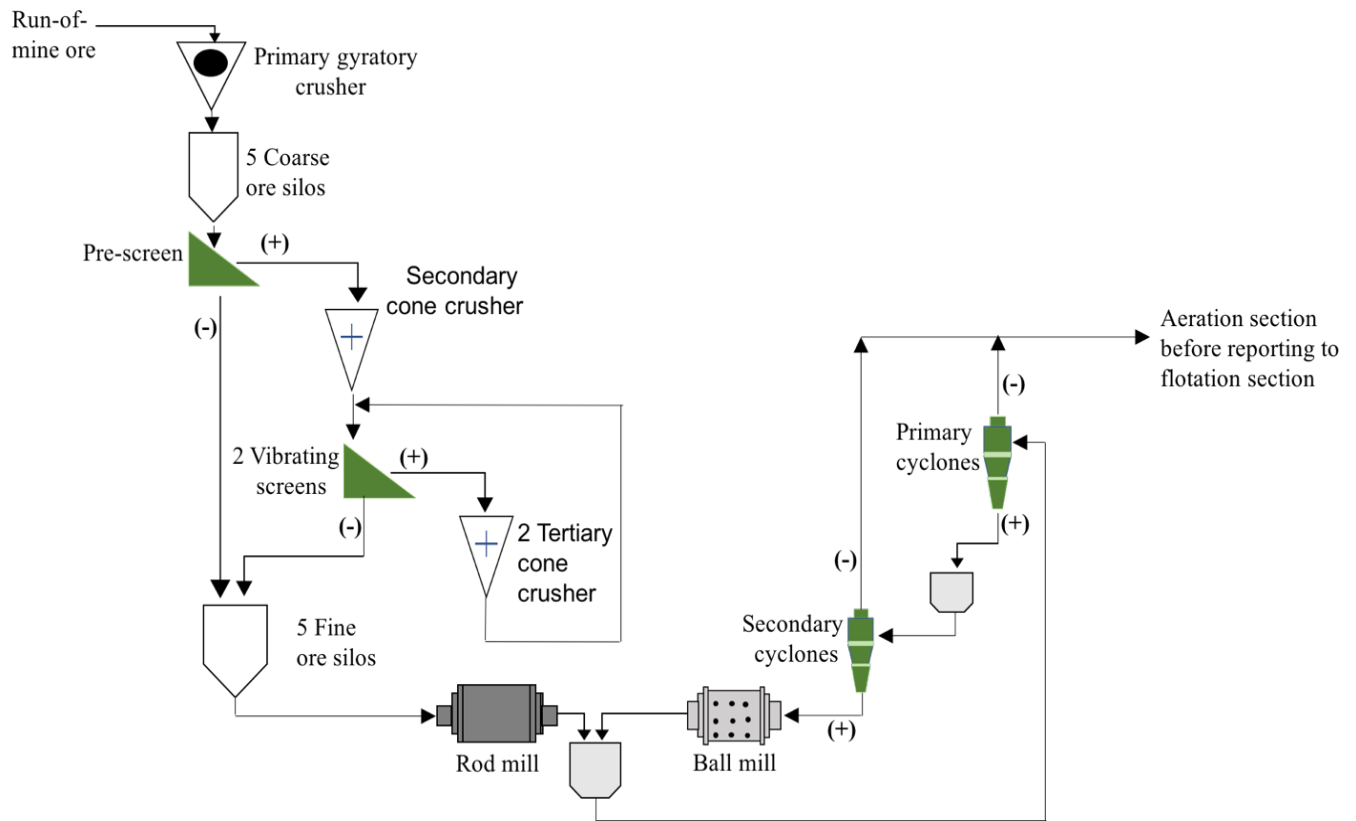 Run-of-
mine ore
Primary gyratory
crusher
5 Coarse
ore silos
Pre-screen
(+)
(-)
Secondary
cone crusher
2 Vibrating
screens
(+)
(-)
2 Tertiary
cone
crusher
5 Fine
ore silos
Rod mill
Ball mill
(+)
Secondary
cyclones
(-)
Primary
cyclones
(-)
(+)
Aeration section
before reporting to
flotation section